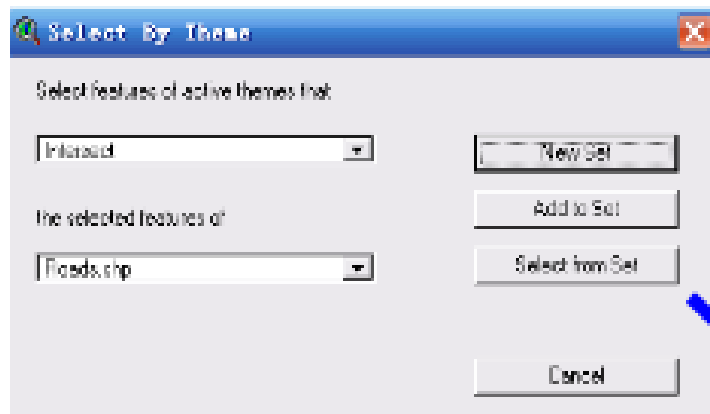 Select By Theme
Select features of active themes that
Intersect
New Set
Add to Set
the selected features of
Roads.shp
Select from Set
Cancel